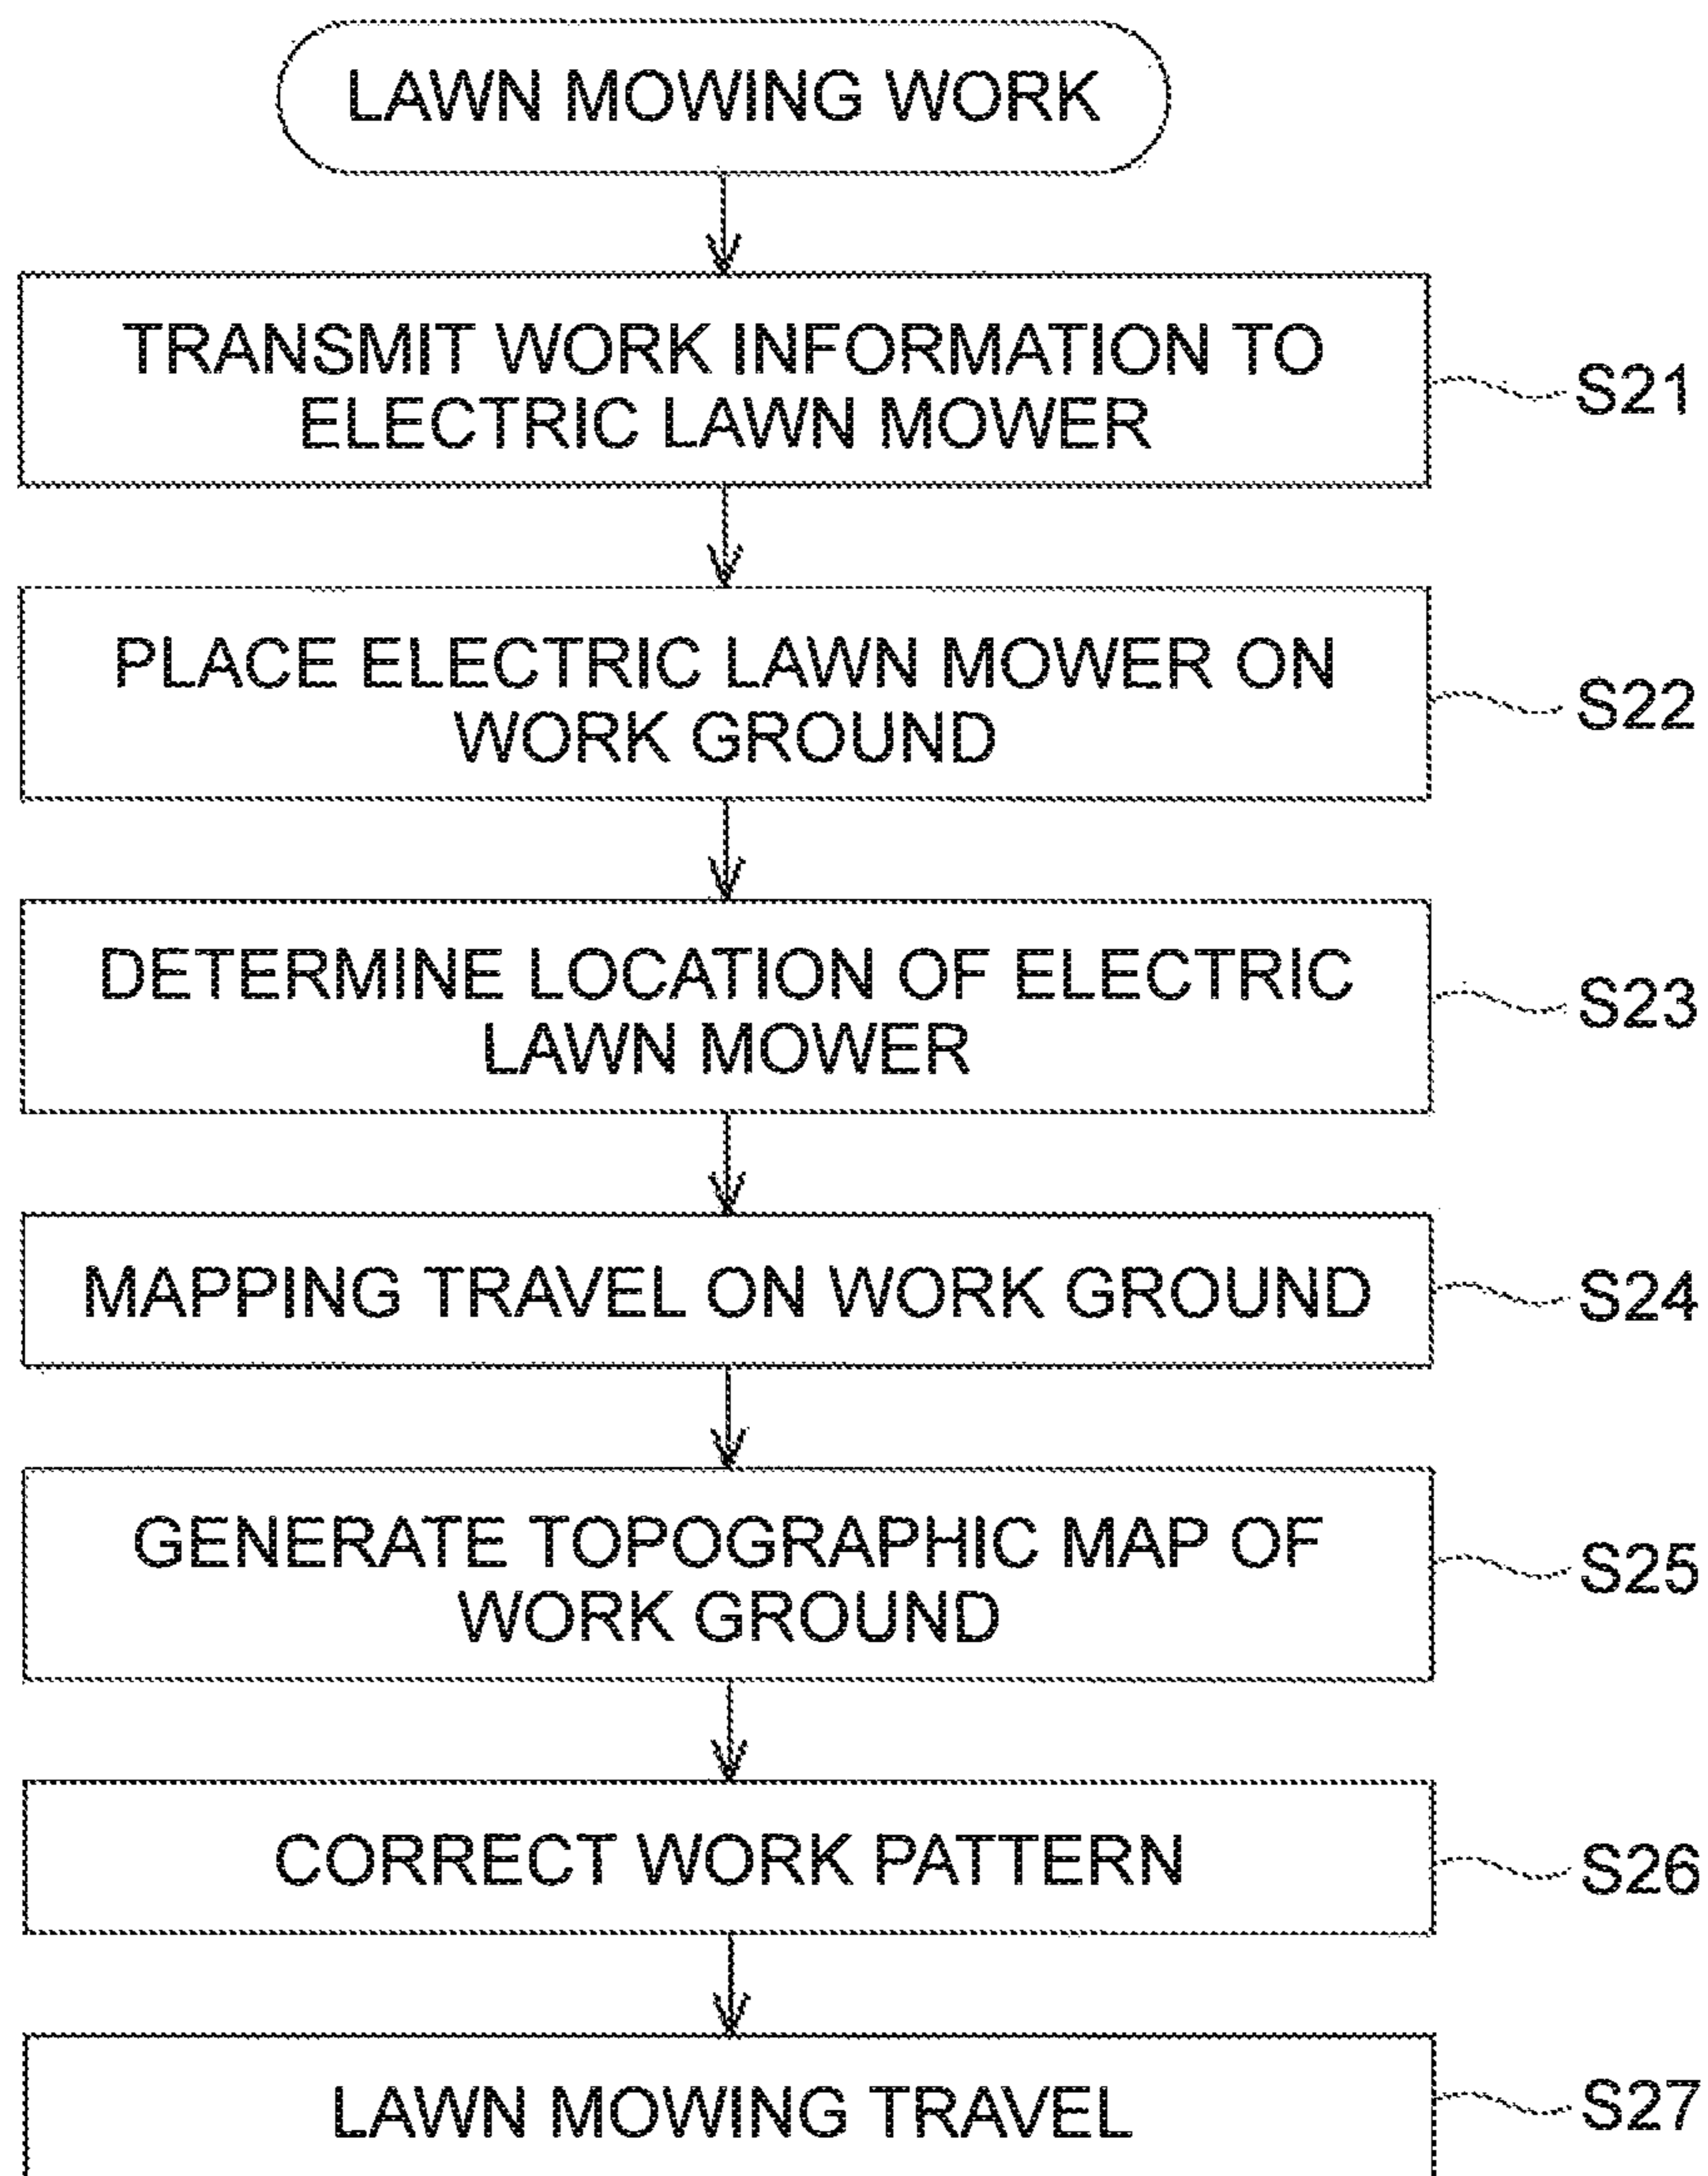 LAWN MOWING WORK
TRANSMIT WORK INFORMATION TO
ELECTRIC LAWN MOWER
S21
PLACE ELECTRIC LAWN MOWER ON
WORK GROUND
S22
DETERMINE LOCATION OF ELECTRIC
LAWN MOWER
S23
MAPPING TRAVEL ON WORK GROUND
S24
GENERATE TOPOGRAPHIC MAP OF
WORK GROUND
S25
CORRECT WORK PATTERN
S26
LAWN MOWING TRAVEL
S27